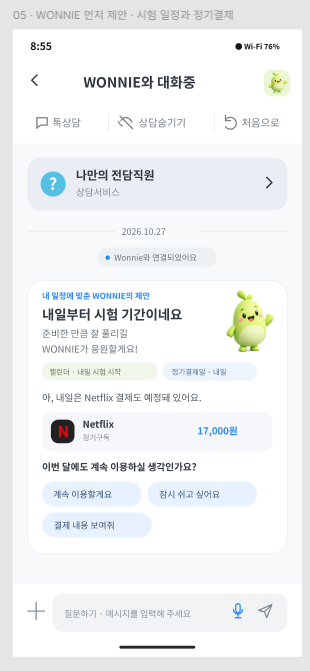 05 · WONNIE 먼저 제안 · 시험 일정과 정기결제
8:55
Wi-Fi 76%
WONNIE와 대화중
톡상담
상담숨기기
처음으로
?
나만의 전담직원
상담서비스
2026.10.27
Wonnie와 연결되었어요
내 일정에 맞춘 WONNIE의 제안
내일부터 시험 기간이네요
준비한 만큼 잘 풀리길
WONNIE가 응원할게요!
캘린더 · 내일 시험 시작
정기결제일 · 내일
아, 내일은 Netflix 결제도 예정돼 있어요.
N
Netflix
정기구독
17,000원
이번 달에도 계속 이용하실 생각인가요?
계속 이용할게요
잠시 쉬고 싶어요
결제 내용 보여줘
질문하기 · 메시지를 입력해 주세요